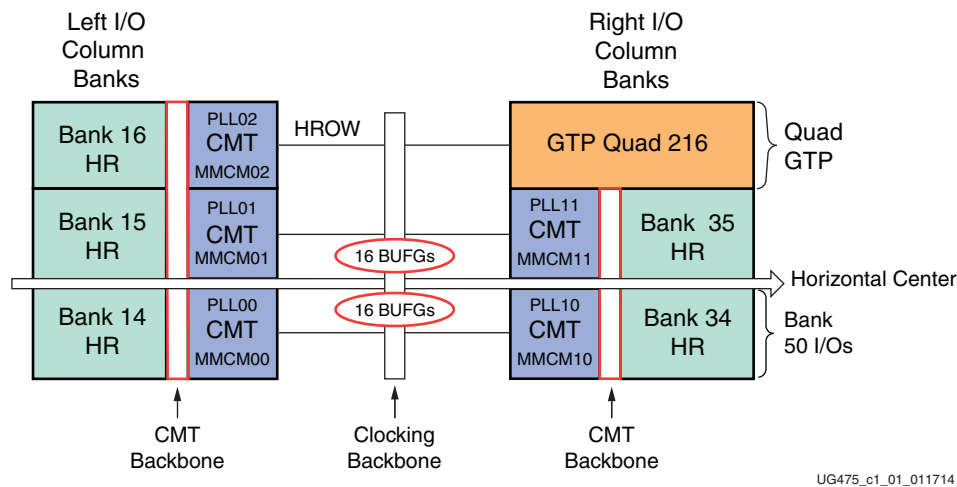 Left I/O
Column
Banks
Right I/O
Column
Banks
Bank 16
HR
PLL02
CMT
MMCM02
HROW
GTP Quad 216
Quad
GTP
Bank 15
HR
PLL01
CMT
MMCM01
16 BUFGs
PLL11
CMT
MMCM11
Bank 35
HR
Horizontal Center
Bank 14
HR
PLL00
CMT
MMCM00
16 BUFGs
PLL10
CMT
MMCM10
Bank 34
HR
Bank
50 I/Os
CMT
Backbone
Clocking
Backbone
CMT
Backbone
UG475_c1_01_011714